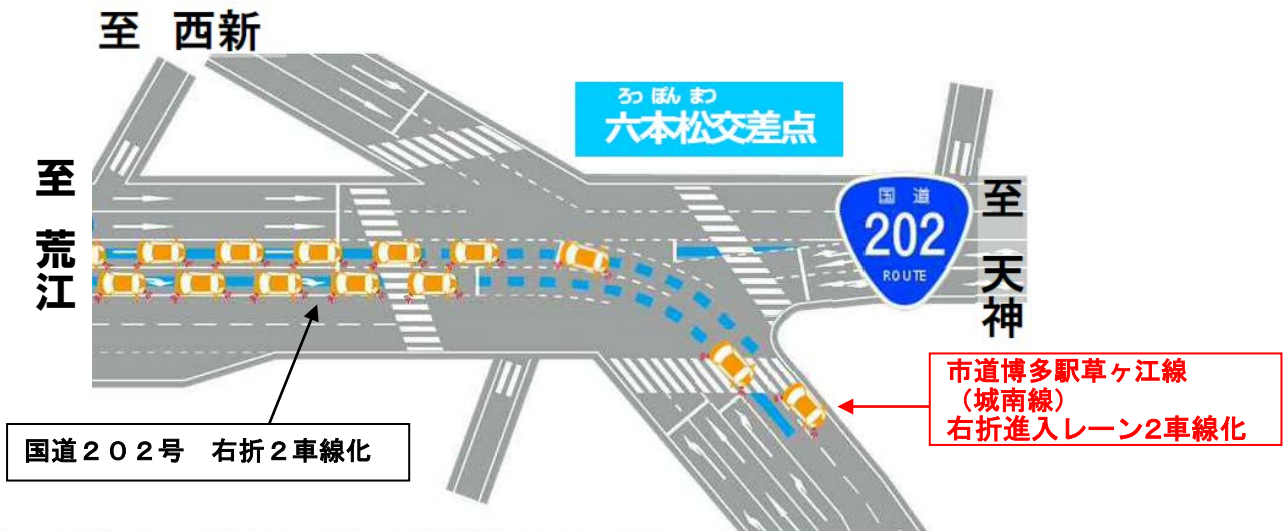 至 西新
ろっ ぽん まつ
六本松交差点
至 荒江
国道
202
ROUTE
至 天神
市道博多駅草ヶ江線
（城南線）
右折進入レーン2車線化
国道２０２号　右折２車線化